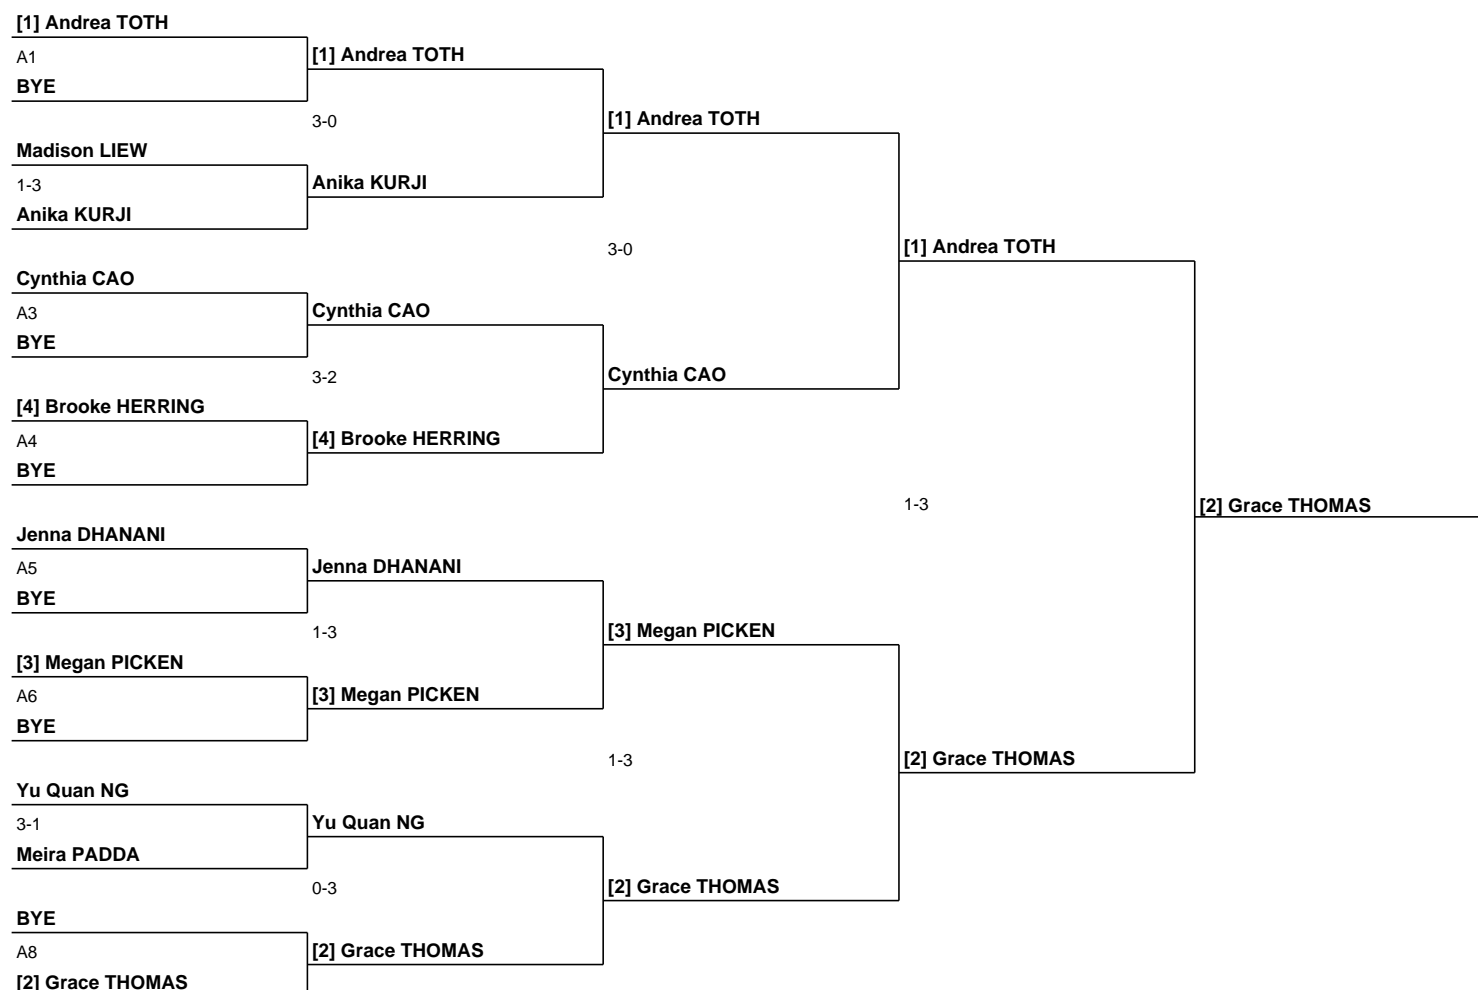 [1] Andrea TOTH
A1
BYE
Madison LIEW
1-3
Anika KURJI
Cynthia CAO
A3
BYE
[4] Brooke HERRING
A4
BYE
Jenna DHANANI
A5
BYE
[3] Megan PICKEN
A6
BYE
Yu Quan NG
3-1
Meira PADDA
BYE
A8
[2] Grace THOMAS
[1] Andrea TOTH
3-0
Anika KURJI
Cynthia CAO
3-2
[4] Brooke HERRING
Jenna DHANANI
1-3
[3] Megan PICKEN
Yu Quan NG
0-3
[2] Grace THOMAS
[1] Andrea TOTH
3-0
Cynthia CAO
[3] Megan PICKEN
1-3
[2] Grace THOMAS
[1] Andrea TOTH
1-3
[2] Grace THOMAS
[2] Grace THOMAS